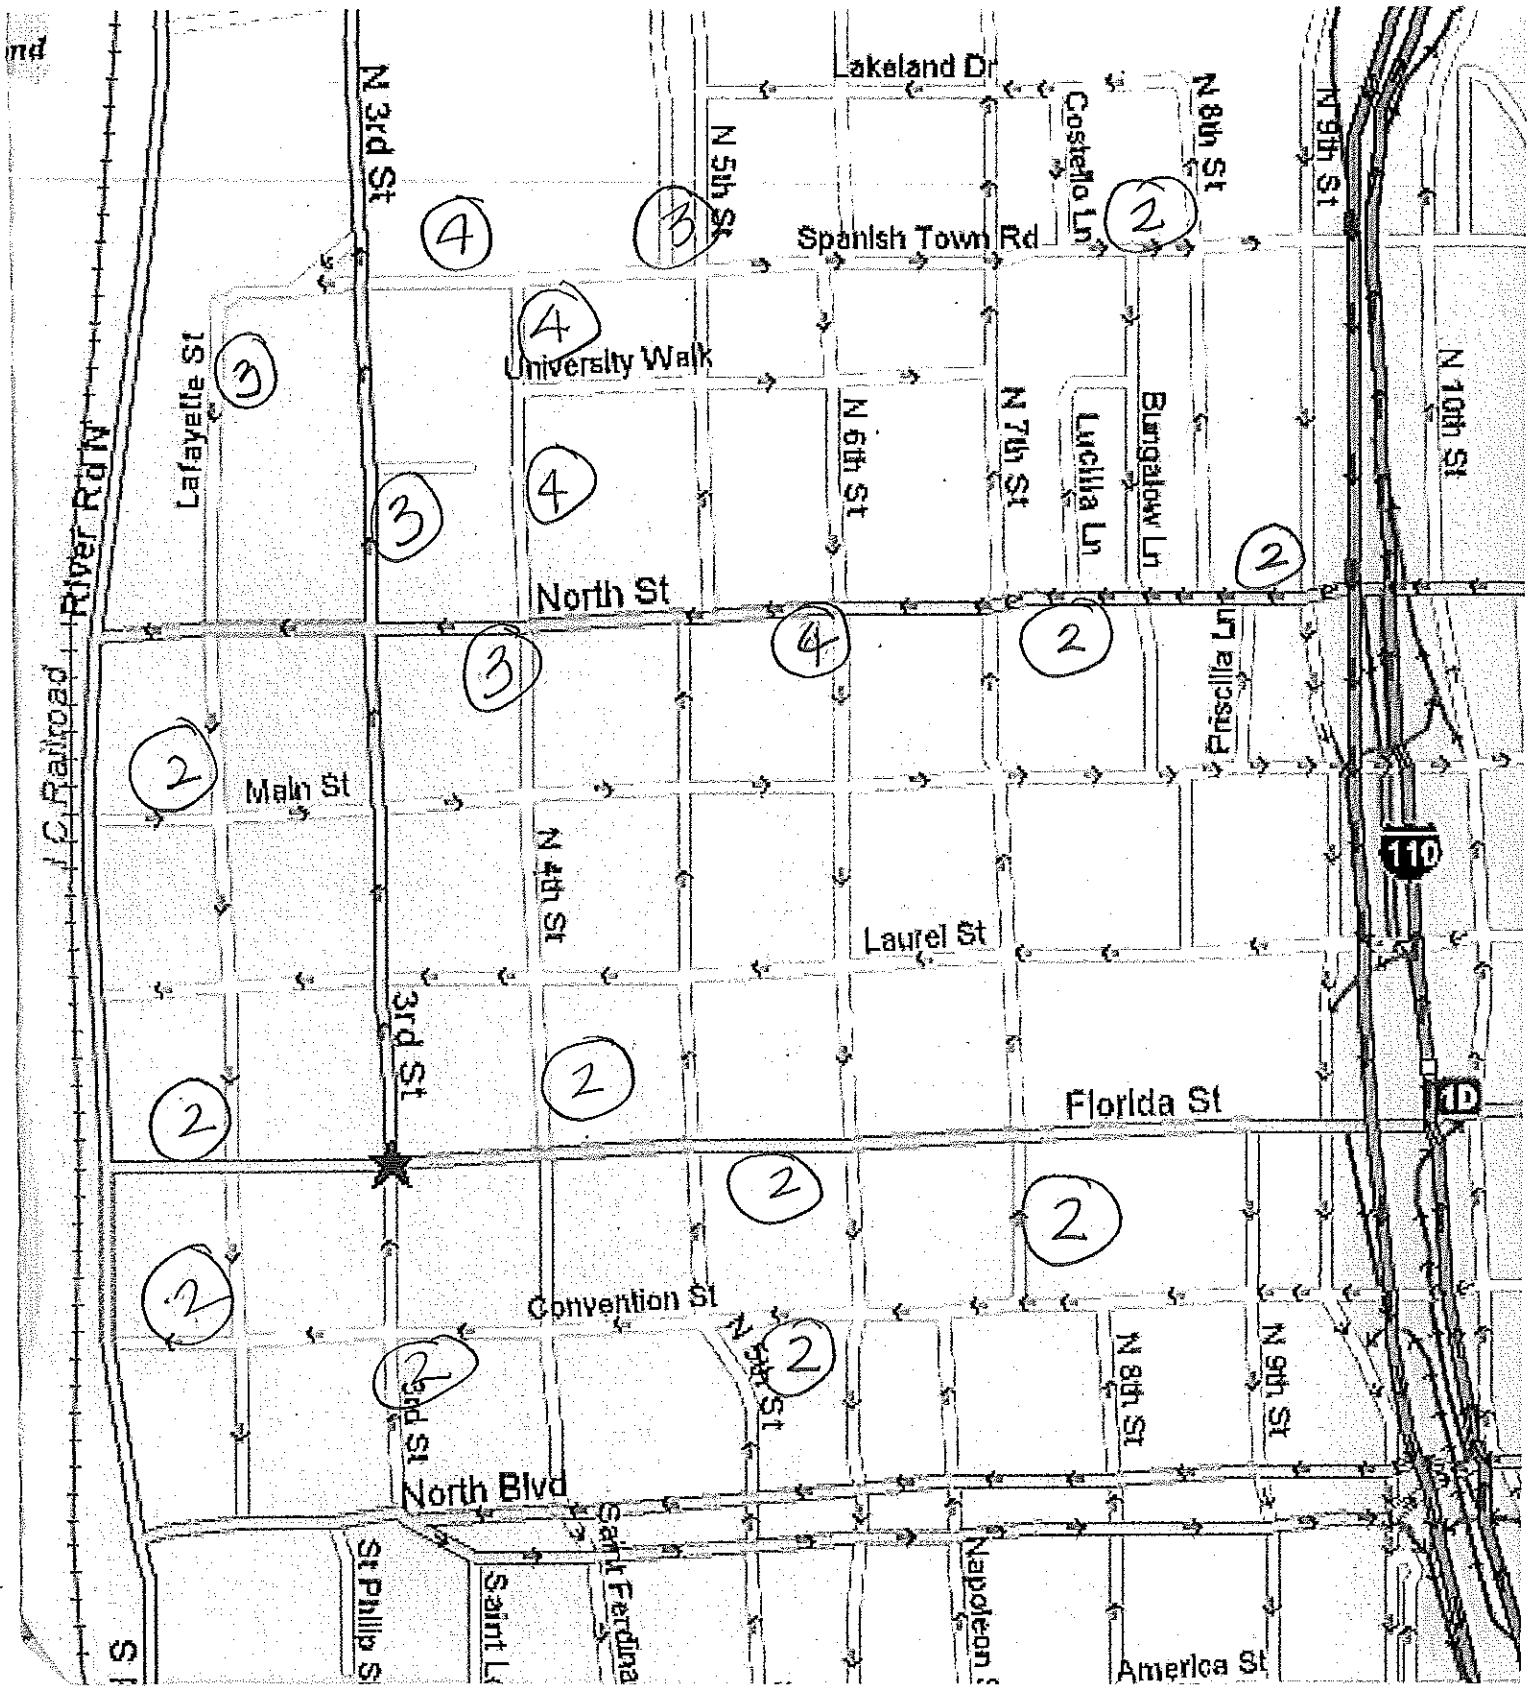 Lakeland Dr
N 3rd St
N 5th St
Costello Ln
N 8th St
N 9th St
4
3
2
Spanish Town Rd
4
University Walk
Lafayette St
3
N 6th St
N 7th St
Lucilla Ln
Bungalow Ln
N 10th St
River Rd N
3
4
2
North St
3
4
2
Priscilla Ln
I C Railroad
2
Main St
110
N 4th St
Laurel St
3rd St
2
2
Florida St
1D
2
2
2
Convention St
2
N 5th St
2
3rd St
N 8th St
N 9th St
North Blvd
St Philip S
Saint L
Saint Ferdina
Napoleon S
America St
S